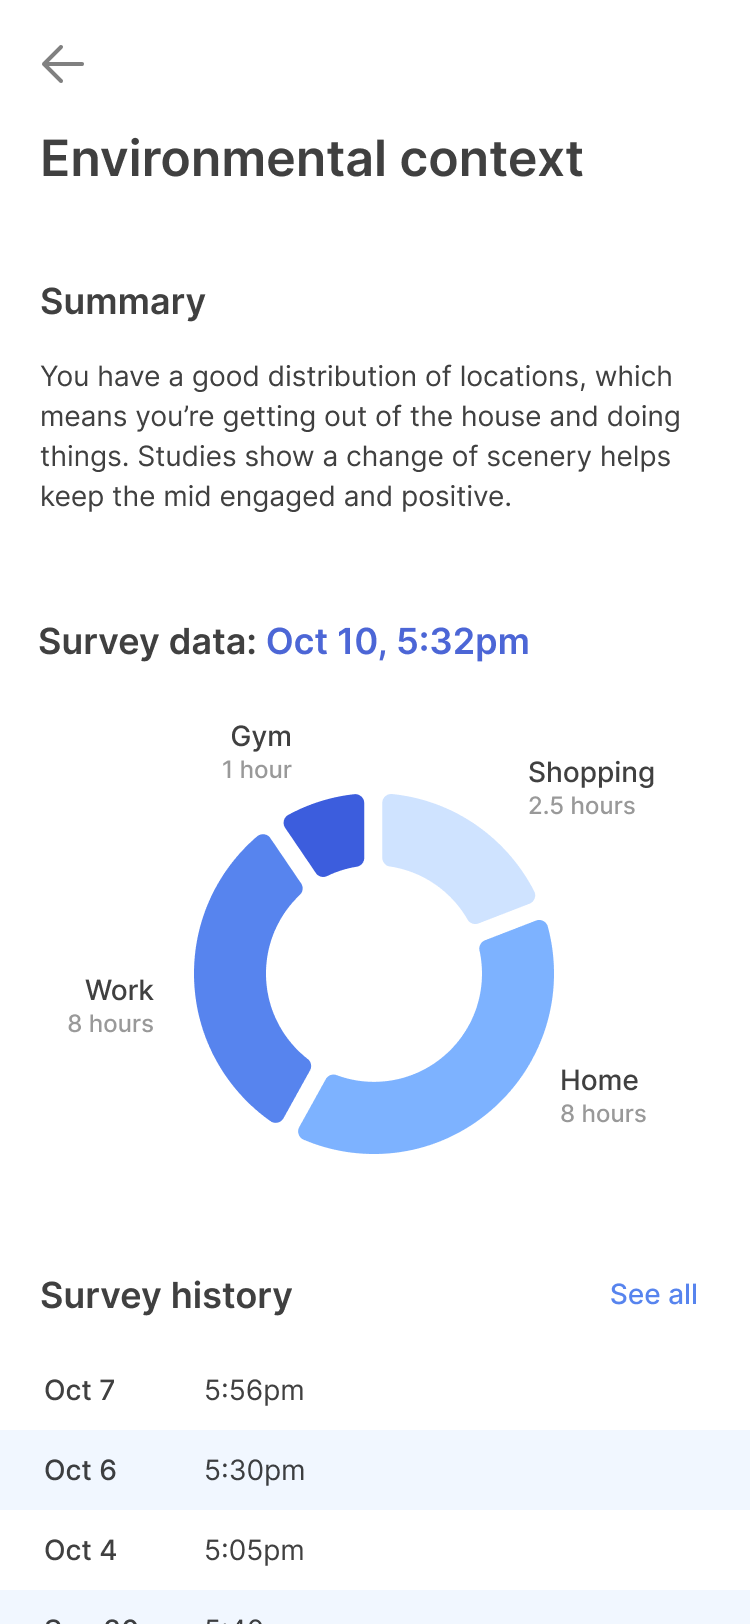 Environmental context
Summary
You have a good distribution of locations, which
means you’re getting out of the house and doing
things. Studies show a change of scenery helps
keep the mid engaged and positive.
Survey data: Oct 10, 5:32pm
Gym
1 hour
Shopping
2.5 hours
Work
8 hours
Home
8 hours
Survey history
See all
Oct 7 5:56pm
Oct 6 5:30pm
Oct 4 5:05pm